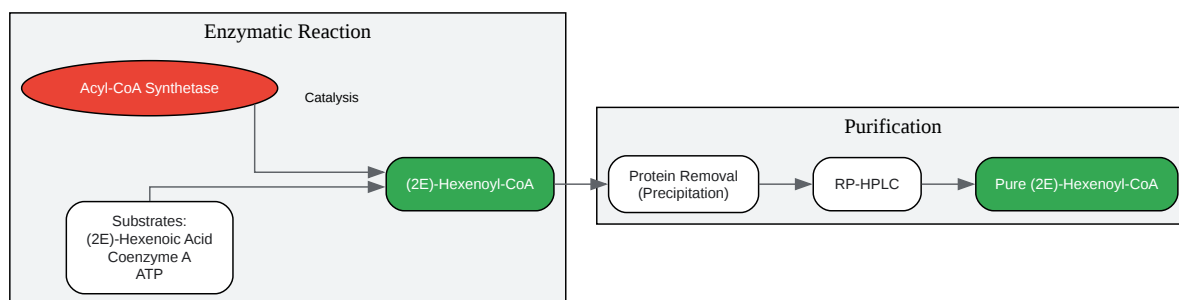 Enzymatic Reaction
Acyl-CoA Synthetase
Catalysis
(2E)-Hexenoyl-CoA
Substrates:
(2E)-Hexenoic Acid
Coenzyme A
ATP
Purification
Protein Removal
(Precipitation)
RP-HPLC
Pure (2E)-Hexenoyl-CoA